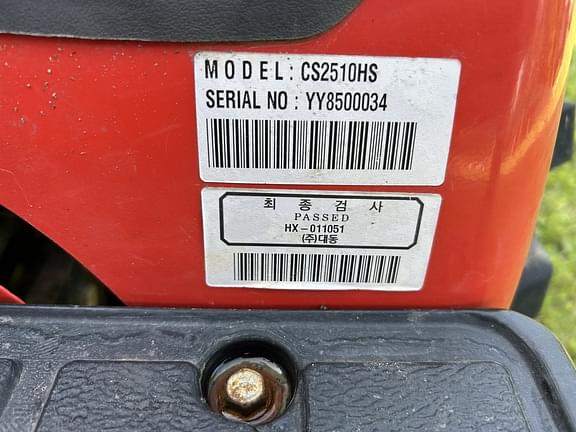 MODEL: CS2510HS
SERIAL NO : YY8500034
최종검사
PASSED
HX-011051
(주)대동